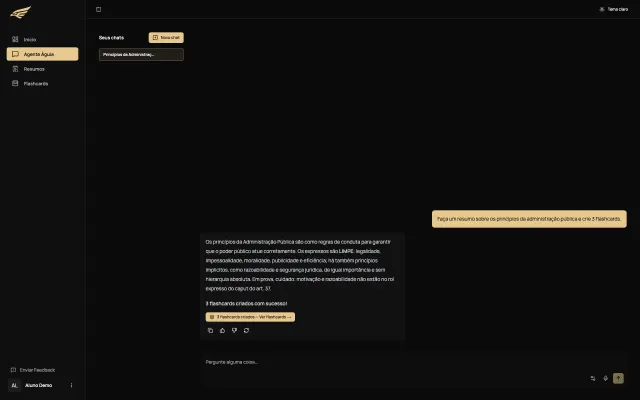 Tema claro
Início
Agente Águia
Resumos
Flashcards
Seus chats
Novo chat
Princípios da Administraç...
Faça um resumo sobre os princípios da administração pública e crie 3 flashcards.
Os princípios da Administração Pública são como regras de conduta para garantir
que o poder público atue corretamente. Os expressos são LIMPE: legalidade,
impessoalidade, moralidade, publicidade e eficiência; há também princípios
implícitos, como razoabilidade e segurança jurídica, de igual importância e sem
hierarquia absoluta. Em prova, cuidado: motivação e razoabilidade não estão no rol
expresso do caput do art. 37.
3 flashcards criados com sucesso!
3 flashcards criados - Ver flashcards →
Pergunte alguma coisa...
Enviar Feedback
AL Aluno Demo